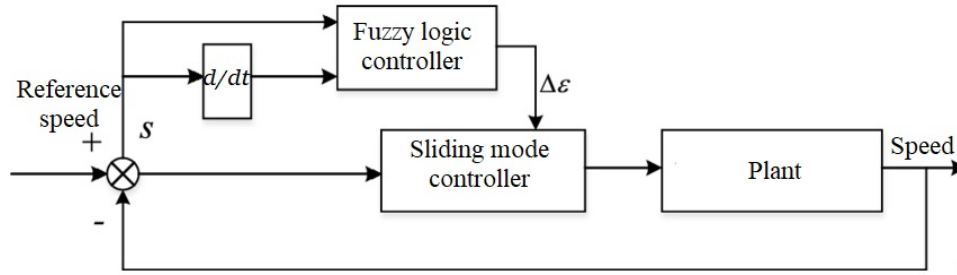 Fuzzy logic
controller
d/dt
Δε
Reference
speed
+
s
Sliding mode
controller
Plant
Speed
-